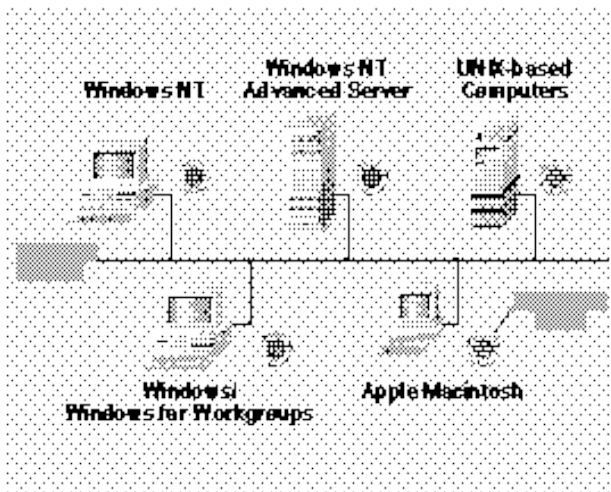 Windows NT
Windows NT
Advanced Server
UNIX-based
Computers
Windows/
Windows for Workgroups
Apple Macintosh